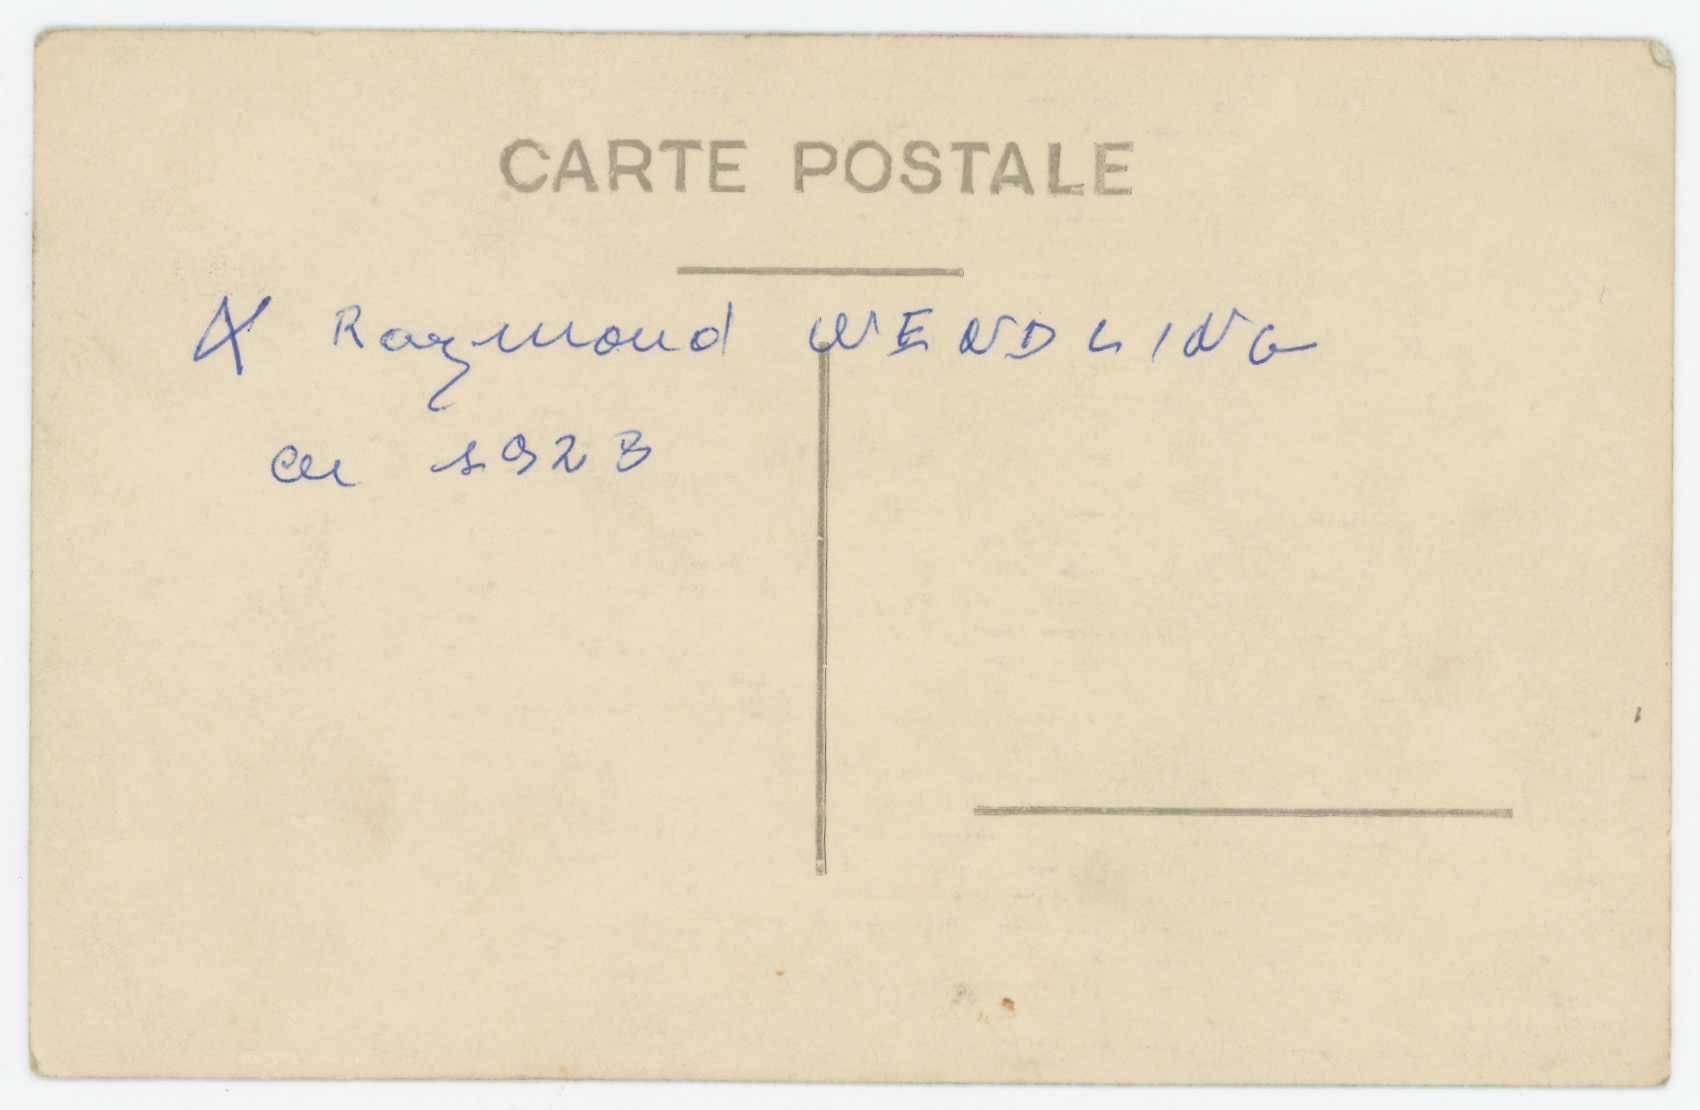 CARTE POSTALE
X Raymond WENDLING
en 1923